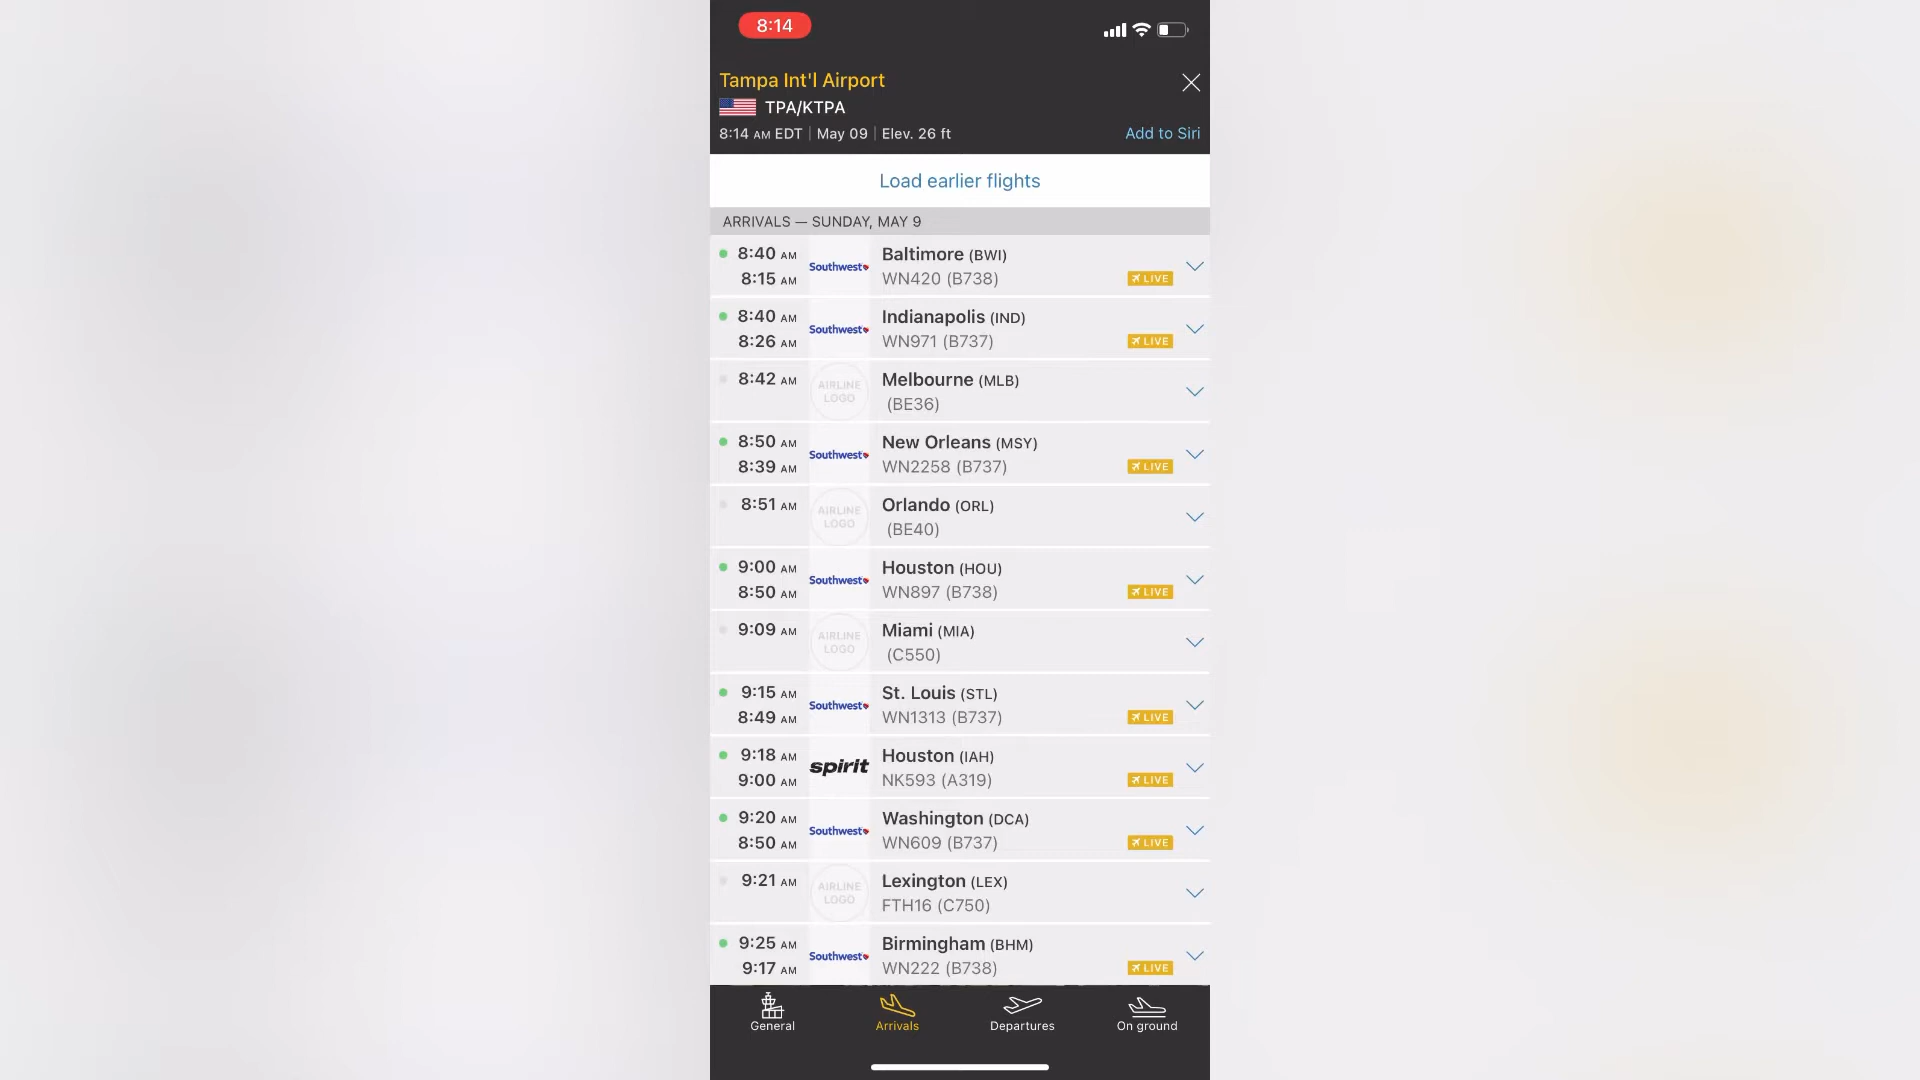 8:14
Tampa Int'l Airport
TPA/KTPA
8:14 AM EDT | May 09 | Elev. 26 ft
Add to Siri
Load earlier flights
ARRIVALS — SUNDAY, MAY 9
8:40 AM Southwest Baltimore (BWI)
8:15 AM WN420 (B738) LIVE
8:40 AM Southwest Indianapolis (IND)
8:26 AM WN971 (B737) LIVE
8:42 AM AIRLINE LOGO Melbourne (MLB)
(BE36)
8:50 AM Southwest New Orleans (MSY)
8:39 AM WN2258 (B737) LIVE
8:51 AM AIRLINE LOGO Orlando (ORL)
(BE40)
9:00 AM Southwest Houston (HOU)
8:50 AM WN897 (B738) LIVE
9:09 AM AIRLINE LOGO Miami (MIA)
(C550)
9:15 AM Southwest St. Louis (STL)
8:49 AM WN1313 (B737) LIVE
9:18 AM spirit Houston (IAH)
9:00 AM NK593 (A319) LIVE
9:20 AM Southwest Washington (DCA)
8:50 AM WN609 (B737) LIVE
9:21 AM AIRLINE LOGO Lexington (LEX)
FTH16 (C750)
9:25 AM Southwest Birmingham (BHM)
9:17 AM WN222 (B738) LIVE
General Arrivals Departures On ground